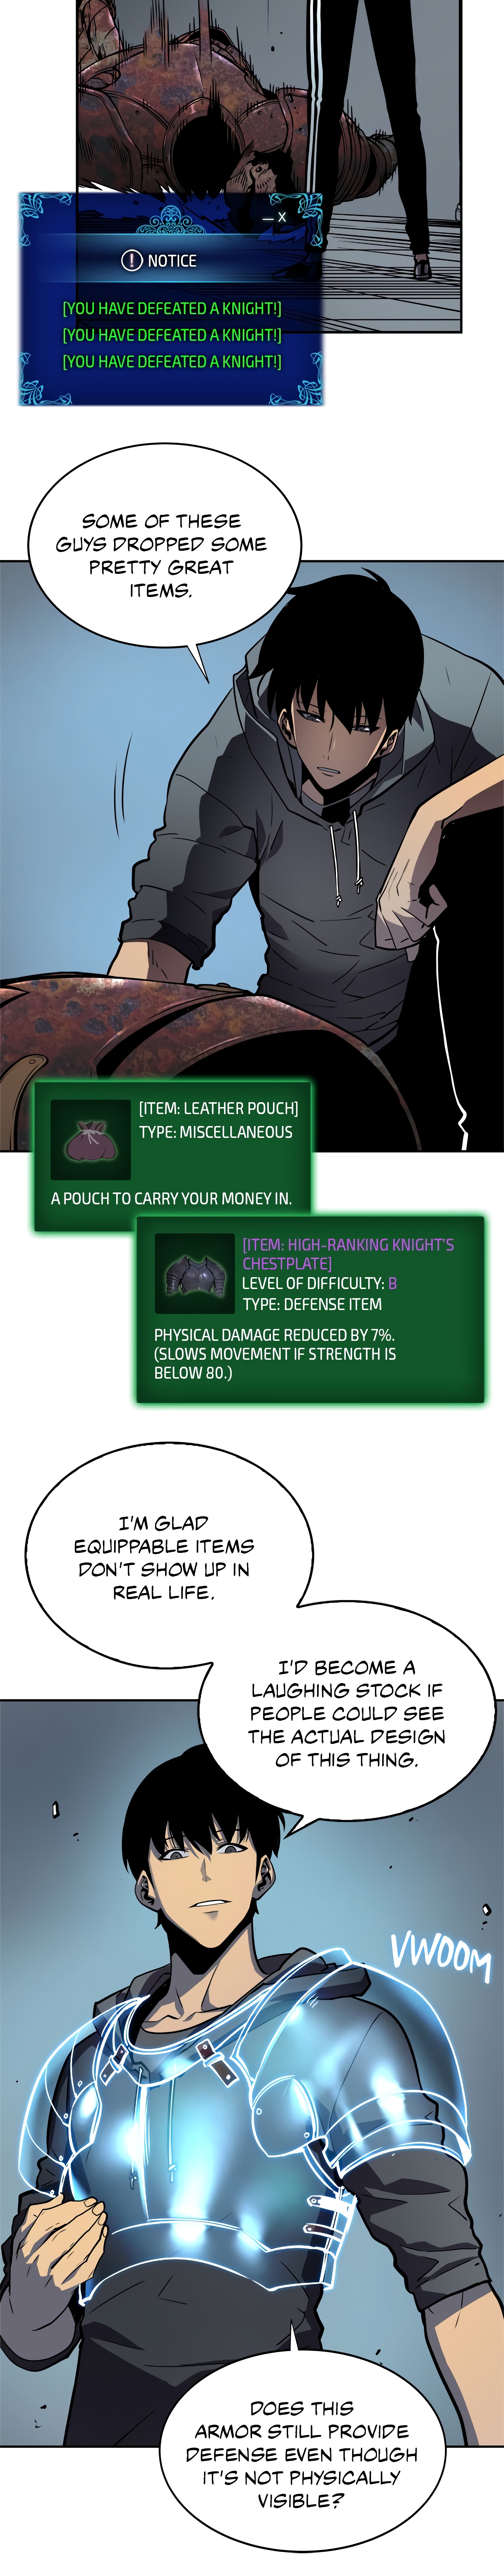 – X
! NOTICE
[YOU HAVE DEFEATED A KNIGHT!]
[YOU HAVE DEFEATED A KNIGHT!]
[YOU HAVE DEFEATED A KNIGHT!]
SOME OF THESE
GUYS DROPPED SOME
PRETTY GREAT
ITEMS.
[ITEM: LEATHER POUCH]
TYPE: MISCELLANEOUS
A POUCH TO CARRY YOUR MONEY IN.
[ITEM: HIGH-RANKING KNIGHT'S
CHESTPLATE]
LEVEL OF DIFFICULTY: B
TYPE: DEFENSE ITEM
PHYSICAL DAMAGE REDUCED BY 7%.
(SLOWS MOVEMENT IF STRENGTH IS
BELOW 80.)
I'M GLAD
EQUIPPABLE ITEMS
DON'T SHOW UP IN
REAL LIFE.
I'D BECOME A
LAUGHING STOCK IF
PEOPLE COULD SEE
THE ACTUAL DESIGN
OF THIS THING.
VWOOM
DOES THIS
ARMOR STILL PROVIDE
DEFENSE EVEN THOUGH
IT'S NOT PHYSICALLY
VISIBLE?